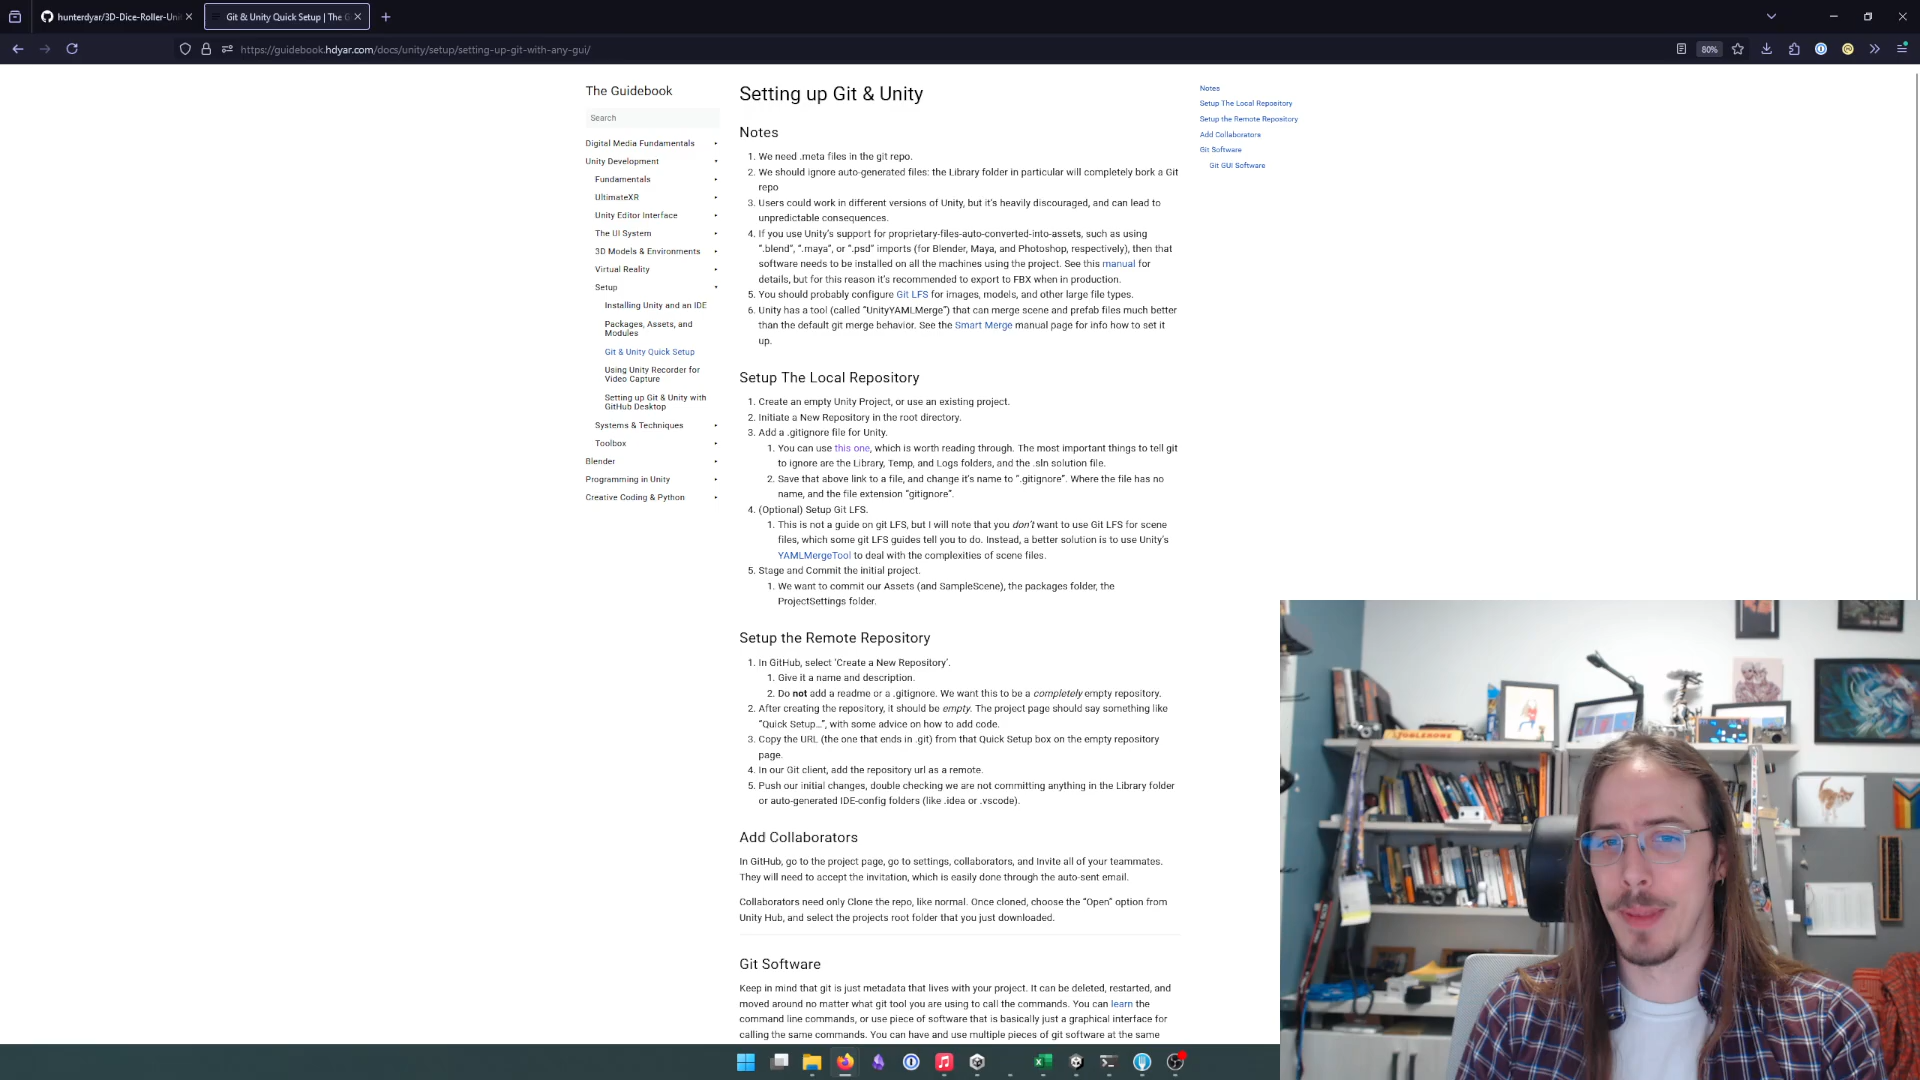 hunterdyar/3D-Dice-Roller-Uni
Git & Unity Quick Setup | The G
https://guidebook.hdyar.com/docs/unity/setup/setting-up-git-with-any-gui/
80%
The Guidebook
Search
Digital Media Fundamentals
Unity Development
Fundamentals
UltimateXR
Unity Editor Interface
The UI System
3D Models & Environments
Virtual Reality
Setup
Installing Unity and an IDE
Packages, Assets, and
Modules
Git & Unity Quick Setup
Using Unity Recorder for
Video Capture
Setting up Git & Unity with
GitHub Desktop
Systems & Techniques
Toolbox
Blender
Programming in Unity
Creative Coding & Python
Setting up Git & Unity
Notes
1. We need .meta files in the git repo.
2. We should ignore auto-generated files: the Library folder in particular will completely bork a Git
repo
3. Users could work in different versions of Unity, but it's heavily discouraged, and can lead to
unpredictable consequences.
4. If you use Unity's support for proprietary-files-auto-converted-into-assets, such as using
".blend", ".maya", or ".psd" imports (for Blender, Maya, and Photoshop, respectively), then that
software needs to be installed on all the machines using the project. See this manual for
details, but for this reason it's recommended to export to FBX when in production.
5. You should probably configure Git LFS for images, models, and other large file types.
6. Unity has a tool (called "UnityYAMLMerge") that can merge scene and prefab files much better
than the default git merge behavior. See the Smart Merge manual page for info how to set it
up.
Setup The Local Repository
1. Create an empty Unity Project, or use an existing project.
2. Initiate a New Repository in the root directory.
3. Add a .gitignore file for Unity.
1. You can use this one, which is worth reading through. The most important things to tell git
to ignore are the Library, Temp, and Logs folders, and the .sln solution file.
2. Save that above link to a file, and change it's name to ".gitignore". Where the file has no
name, and the file extension "gitignore".
4. (Optional) Setup Git LFS.
1. This is not a guide on git LFS, but I will note that you don't want to use Git LFS for scene
files, which some git LFS guides tell you to do. Instead, a better solution is to use Unity's
YAMLMergeTool to deal with the complexities of scene files.
5. Stage and Commit the initial project.
1. We want to commit our Assets (and SampleScene), the packages folder, the
ProjectSettings folder.
Setup the Remote Repository
1. In GitHub, select 'Create a New Repository'.
1. Give it a name and description.
2. Do not add a readme or a .gitignore. We want this to be a completely empty repository.
2. After creating the repository, it should be empty. The project page should say something like
"Quick Setup…", with some advice on how to add code.
3. Copy the URL (the one that ends in .git) from that Quick Setup box on the empty repository
page.
4. In our Git client, add the repository url as a remote.
5. Push our initial changes, double checking we are not committing anything in the Library folder
or auto-generated IDE-config folders (like .idea or .vscode).
Add Collaborators
In GitHub, go to the project page, go to settings, collaborators, and Invite all of your teammates.
They will need to accept the invitation, which is easily done through the auto-sent email.
Collaborators need only Clone the repo, like normal. Once cloned, choose the "Open" option from
Unity Hub, and select the projects root folder that you just downloaded.
Git Software
Keep in mind that git is just metadata that lives with your project. It can be deleted, restarted, and
moved around no matter what git tool you are using to call the commands. You can learn the
command line commands, or use piece of software that is basically just a graphical interface for
calling the same commands. You can have and use multiple pieces of git software at the same
Notes
Setup The Local Repository
Setup the Remote Repository
Add Collaborators
Git Software
Git GUI Software
TOBLERONE